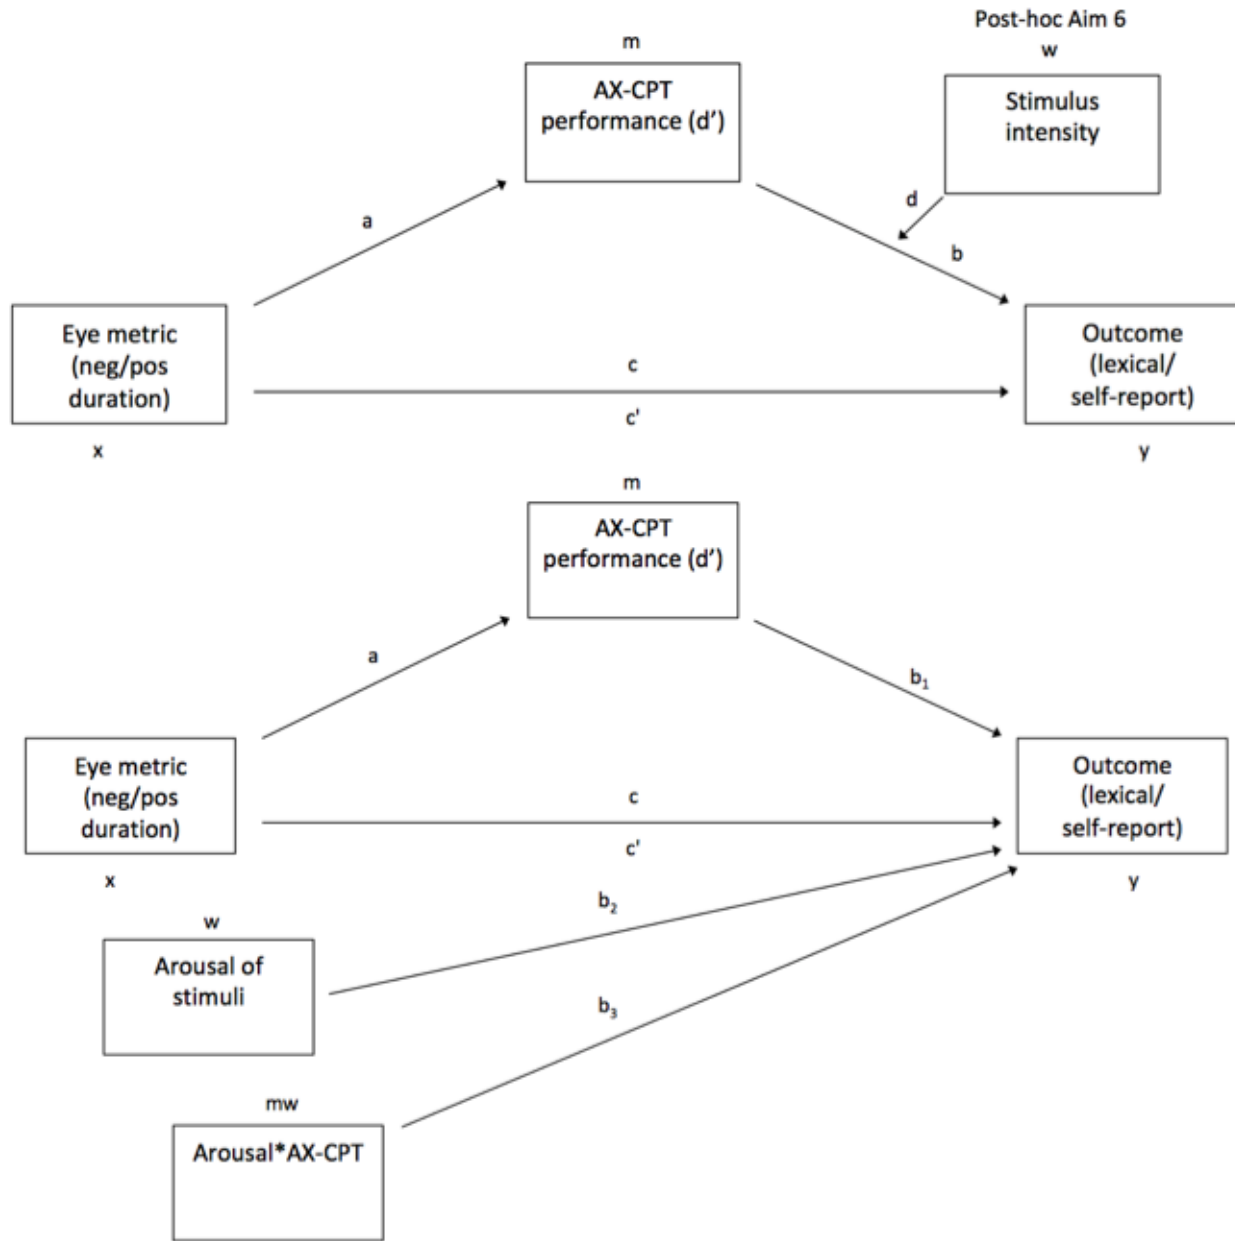 Post-hoc Aim 6
m
w
AX-CPT
performance (d’)
Stimulus
intensity
a
d
b
Eye metric
(neg/pos
duration)
c
c'
Outcome
(lexical/
self-report)
x
y
m
AX-CPT
performance (d’)
a
b₁
Eye metric
(neg/pos
duration)
c
c'
Outcome
(lexical/
self-report)
x
y
w
b₂
Arousal of
stimuli
b₃
mw
Arousal*AX-CPT